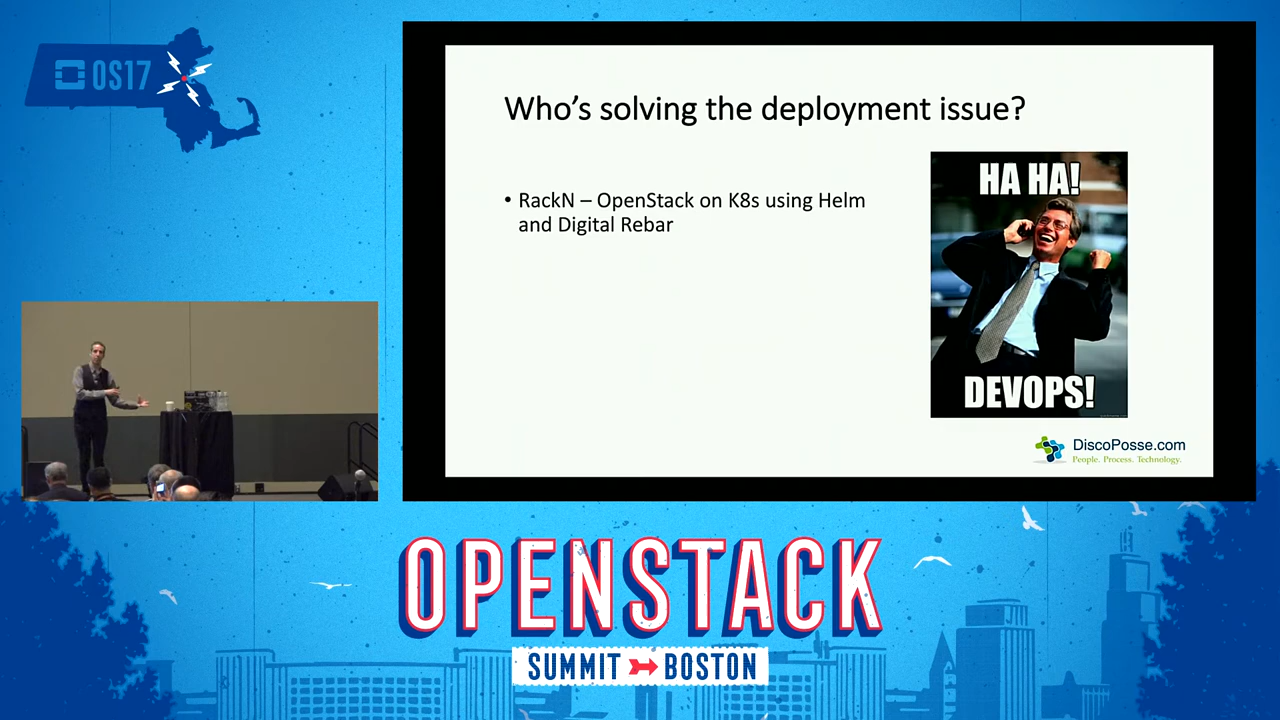 OS17
Who's solving the deployment issue?
• RackN – OpenStack on K8s using Helm
and Digital Rebar
HA HA!
DEVOPS!
DiscoPosse.com
People. Process. Technology.
OPENSTACK
SUMMIT BOSTON